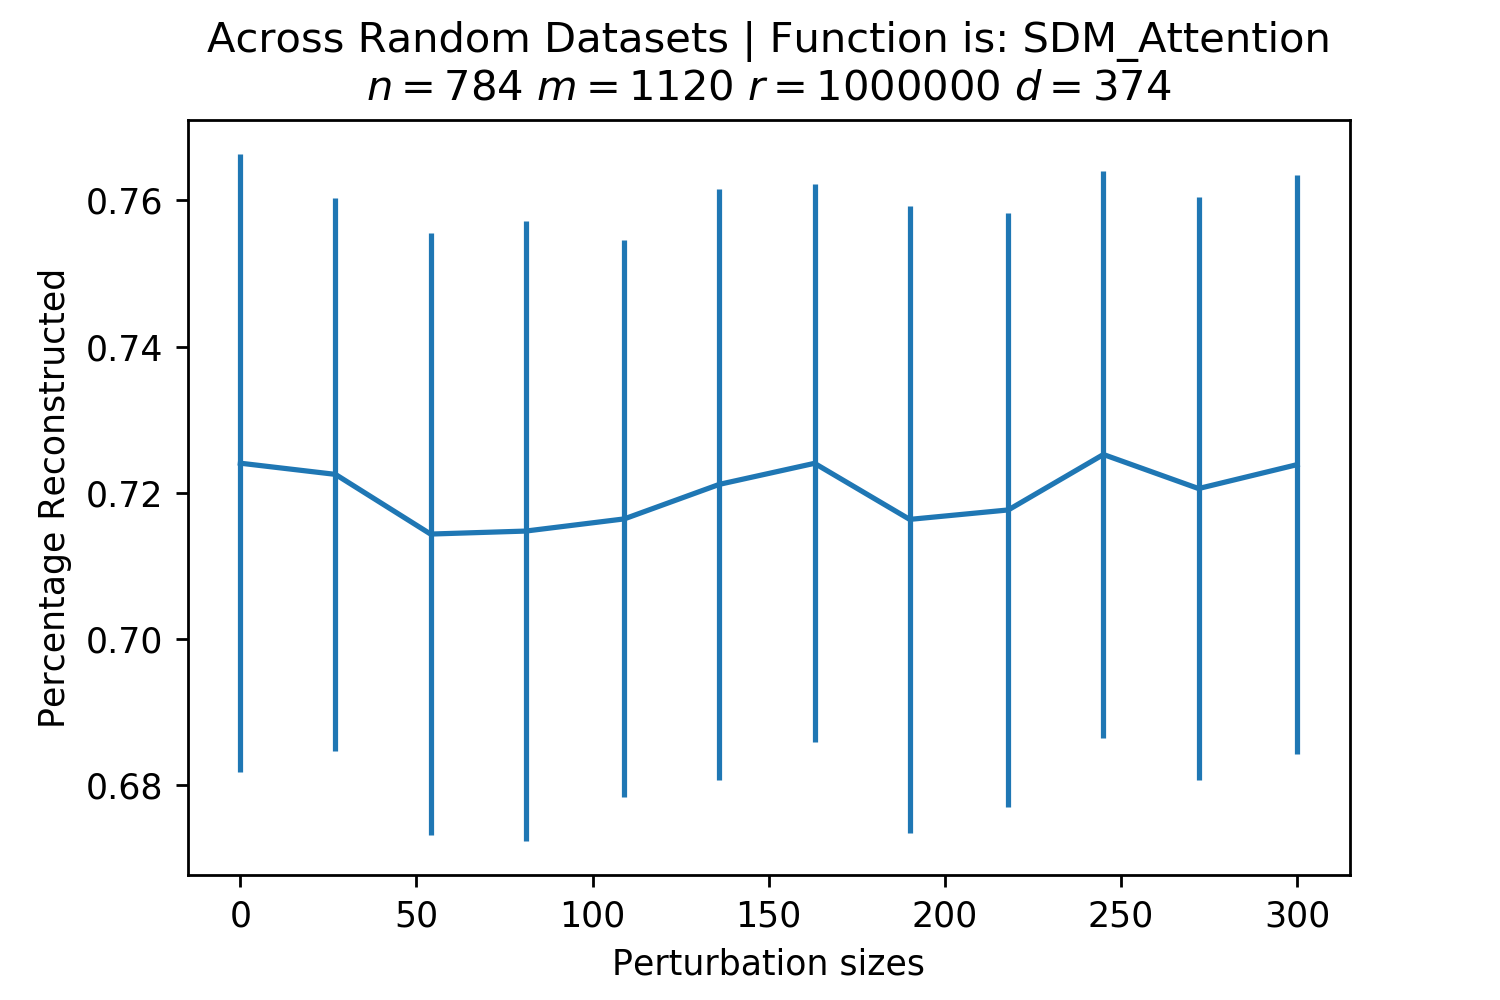 Across Random Datasets | Function is: SDM_Attention
n = 784 m = 1120 r = 1000000 d = 374
Percentage Reconstructed
0.76
0.74
0.72
0.70
0.68
0 50 100 150 200 250 300
Perturbation sizes